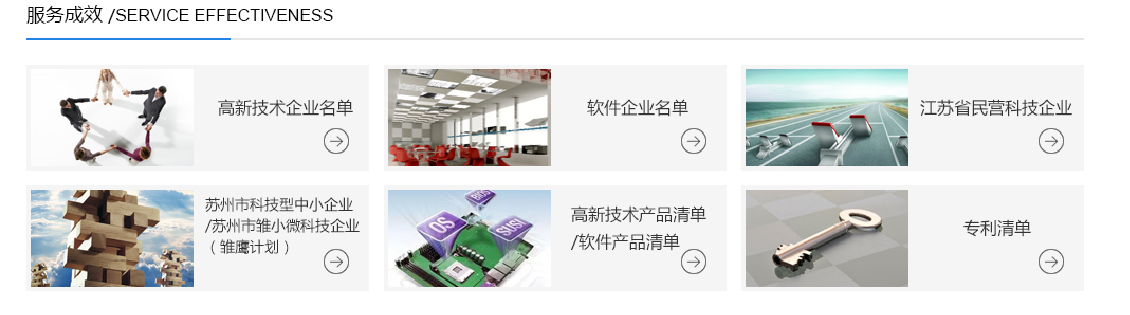 服务成效 /SERVICE EFFECTIVENESS
高新技术企业名单
软件企业名单
江苏省民营科技企业
苏州市科技型中小企业
/苏州市雏小微科技企业
（雏鹰计划）
高新技术产品清单
/软件产品清单
专利清单
OS
SUSI